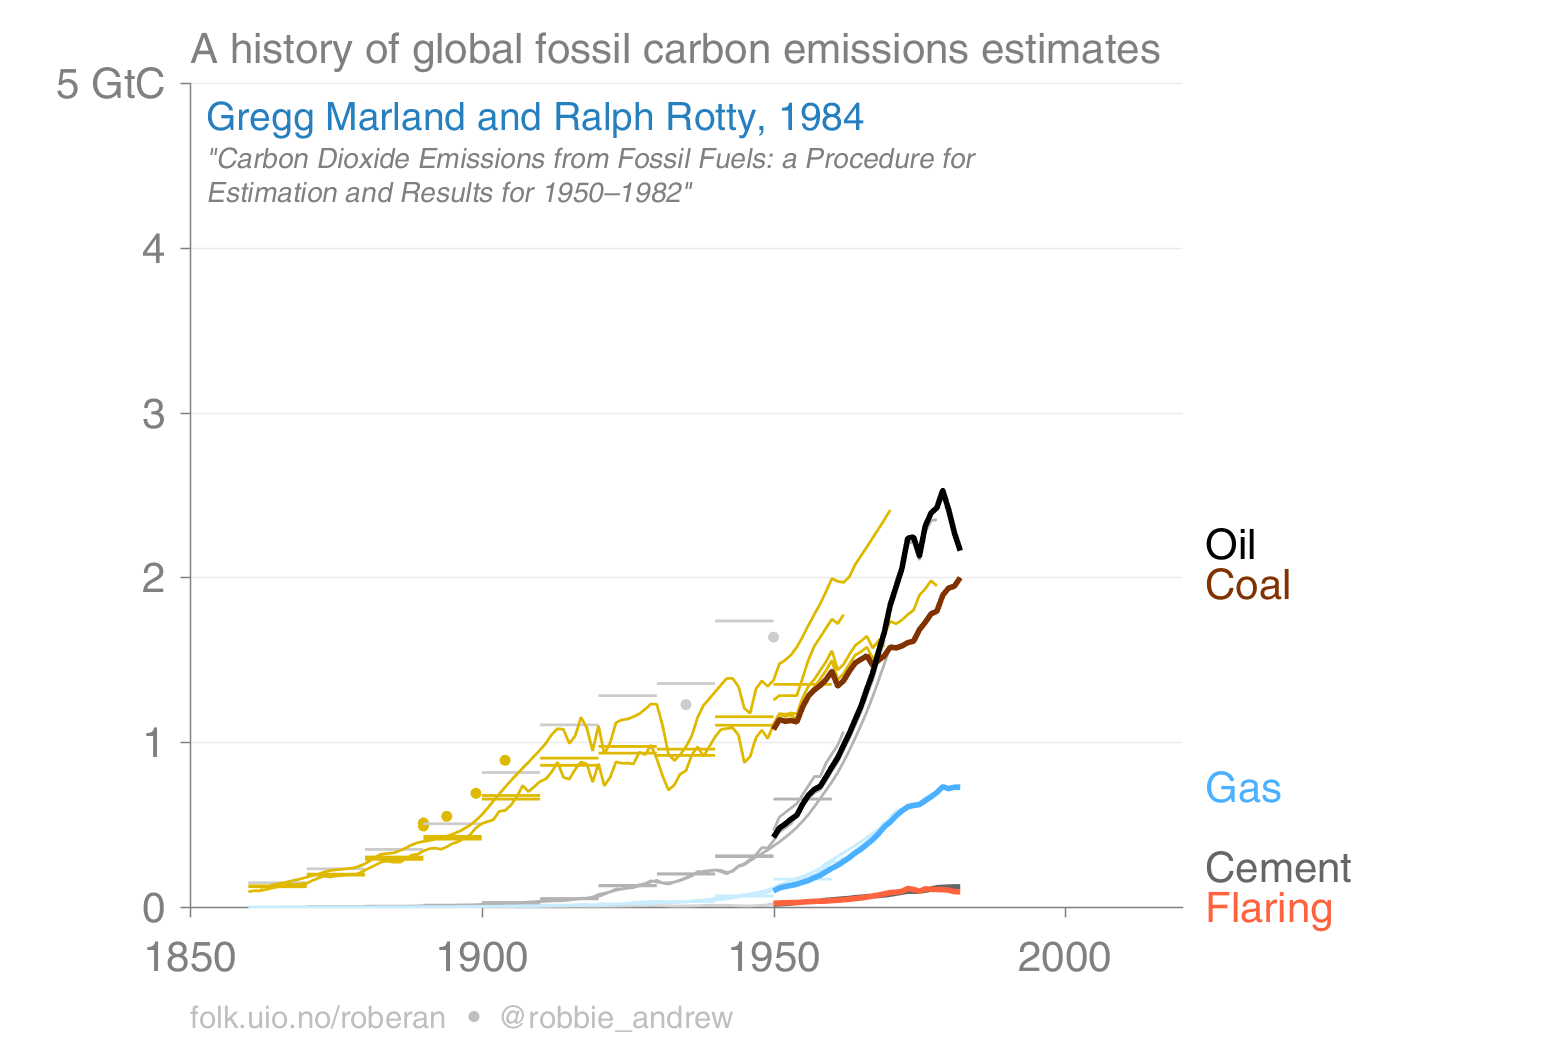 A history of global fossil carbon emissions estimates
5 GtC
Gregg Marland and Ralph Rotty, 1984
"Carbon Dioxide Emissions from Fossil Fuels: a Procedure for
Estimation and Results for 1950–1982"
4
3
2
1
0
Oil
Coal
Gas
Cement
Flaring
1850 1900 1950 2000
folk.uio.no/roberan • @robbie_andrew